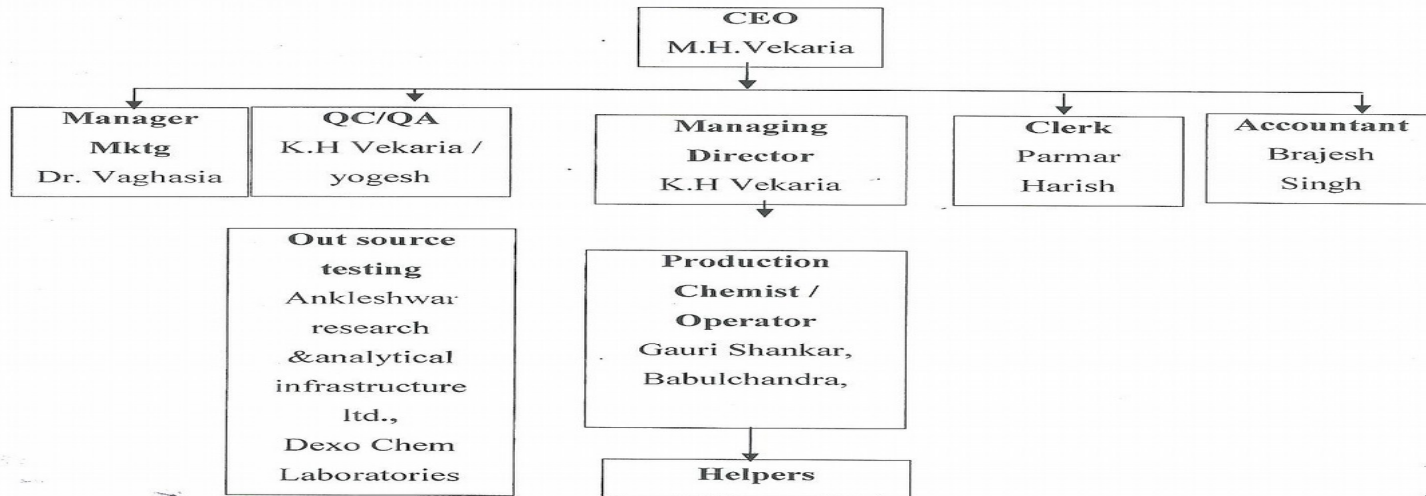 CEO
M.H.Vekaria
Manager
Mktg
Dr. Vaghasia
QC/QA
K.H Vekaria /
yogesh
Managing
Director
K.H Vekaria
Clerk
Parmar
Harish
Accountant
Brajesh
Singh
Out source
testing
Ankleshwar
research
&analytical
infrastructure
ltd.,
Dexo Chem
Laboratories
Production
Chemist /
Operator
Gauri Shankar,
Babulchandra,
Helpers